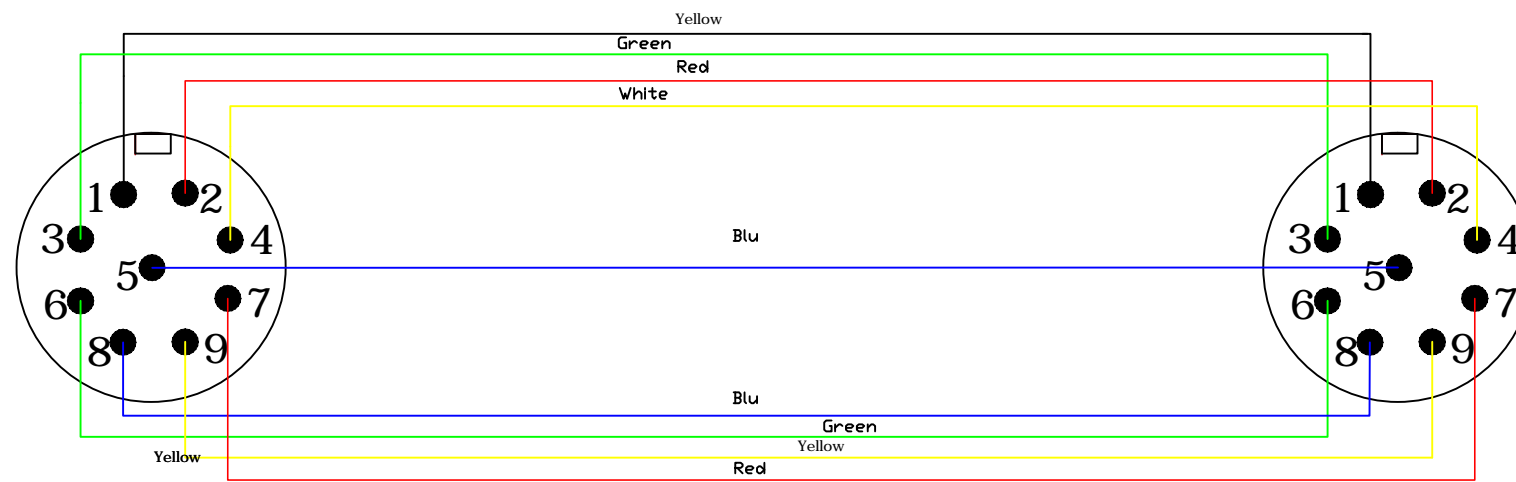 Yellow
Green
Red
White
1 2 1 2
3 4 3 4
Blu
5 5
6 7 6 7
8 9 8 9
Blu
Green
Yellow
Yellow
Red